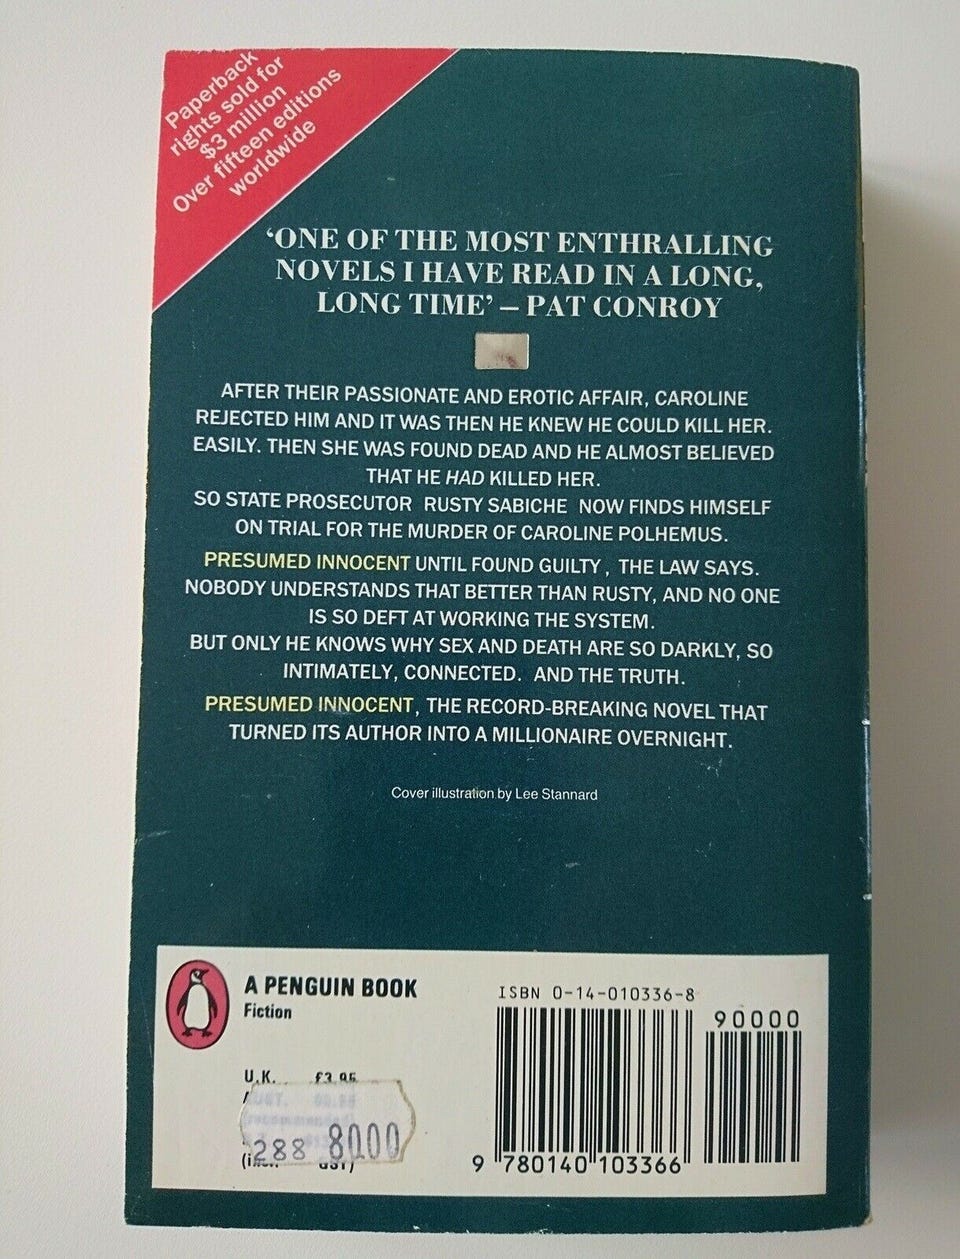 Paperback
rights sold for
$3 million
Over fifteen editions
worldwide
‘ONE OF THE MOST ENTHRALLING
NOVELS I HAVE READ IN A LONG,
LONG TIME’ – PAT CONROY
AFTER THEIR PASSIONATE AND EROTIC AFFAIR, CAROLINE
REJECTED HIM AND IT WAS THEN HE KNEW HE COULD KILL HER.
EASILY. THEN SHE WAS FOUND DEAD AND HE ALMOST BELIEVED
THAT HE HAD KILLED HER.
SO STATE PROSECUTOR RUSTY SABICHE NOW FINDS HIMSELF
ON TRIAL FOR THE MURDER OF CAROLINE POLHEMUS.
PRESUMED INNOCENT UNTIL FOUND GUILTY, THE LAW SAYS.
NOBODY UNDERSTANDS THAT BETTER THAN RUSTY, AND NO ONE
IS SO DEFT AT WORKING THE SYSTEM.
BUT ONLY HE KNOWS WHY SEX AND DEATH ARE SO DARKLY, SO
INTIMATELY, CONNECTED. AND THE TRUTH.
PRESUMED INNOCENT, THE RECORD-BREAKING NOVEL THAT
TURNED ITS AUTHOR INTO A MILLIONAIRE OVERNIGHT.
Cover illustration by Lee Stannard
A PENGUIN BOOK
Fiction
U.K. £3.95
288 8000
ISBN 0-14-010336-8
90000
9 780140 103366